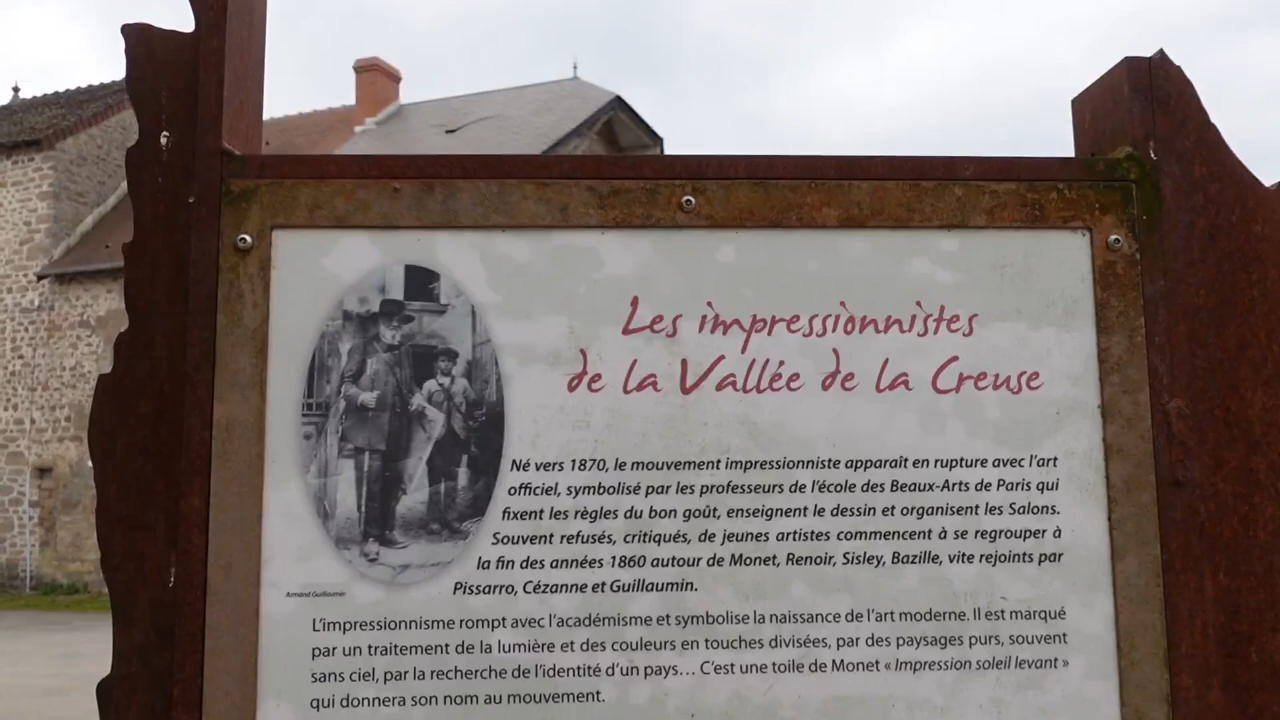 Les impressionnistes
de la Vallée de la Creuse
Né vers 1870, le mouvement impressionniste apparaît en rupture avec l'art
officiel, symbolisé par les professeurs de l'école des Beaux-Arts de Paris qui
fixent les règles du bon goût, enseignent le dessin et organisent les Salons.
Souvent refusés, critiqués, de jeunes artistes commencent à se regrouper à
la fin des années 1860 autour de Monet, Renoir, Sisley, Bazille, vite rejoints par
Pissarro, Cézanne et Guillaumin.
Armand Guillaumin
L'impressionnisme rompt avec l'académisme et symbolise la naissance de l'art moderne. Il est marqué
par un traitement de la lumière et des couleurs en touches divisées, par des paysages purs, souvent
sans ciel, par la recherche de l'identité d'un pays... C'est une toile de Monet « Impression soleil levant »
qui donnera son nom au mouvement.